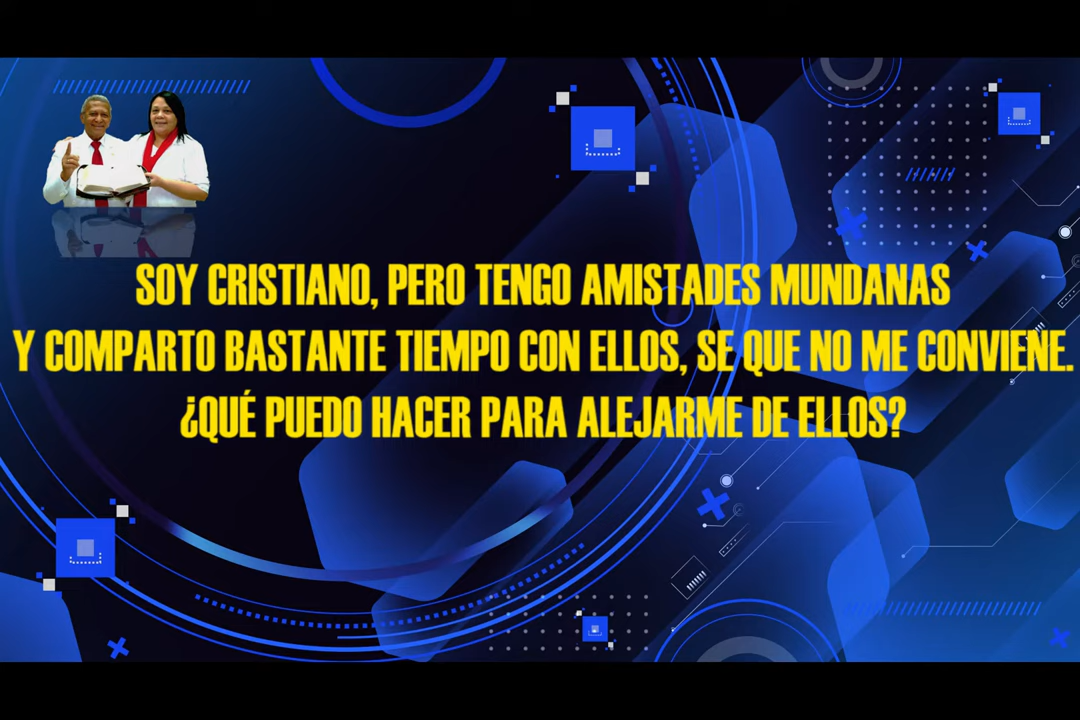 SOY CRISTIANO, PERO TENGO AMISTADES MUNDANAS
Y COMPARTO BASTANTE TIEMPO CON ELLOS, SE QUE NO ME CONVIENE.
¿QUÉ PUEDO HACER PARA ALEJARME DE ELLOS?